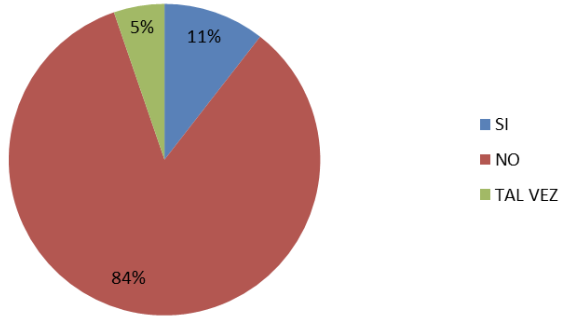 5%
11%
84%
SI
NO
TAL VEZ